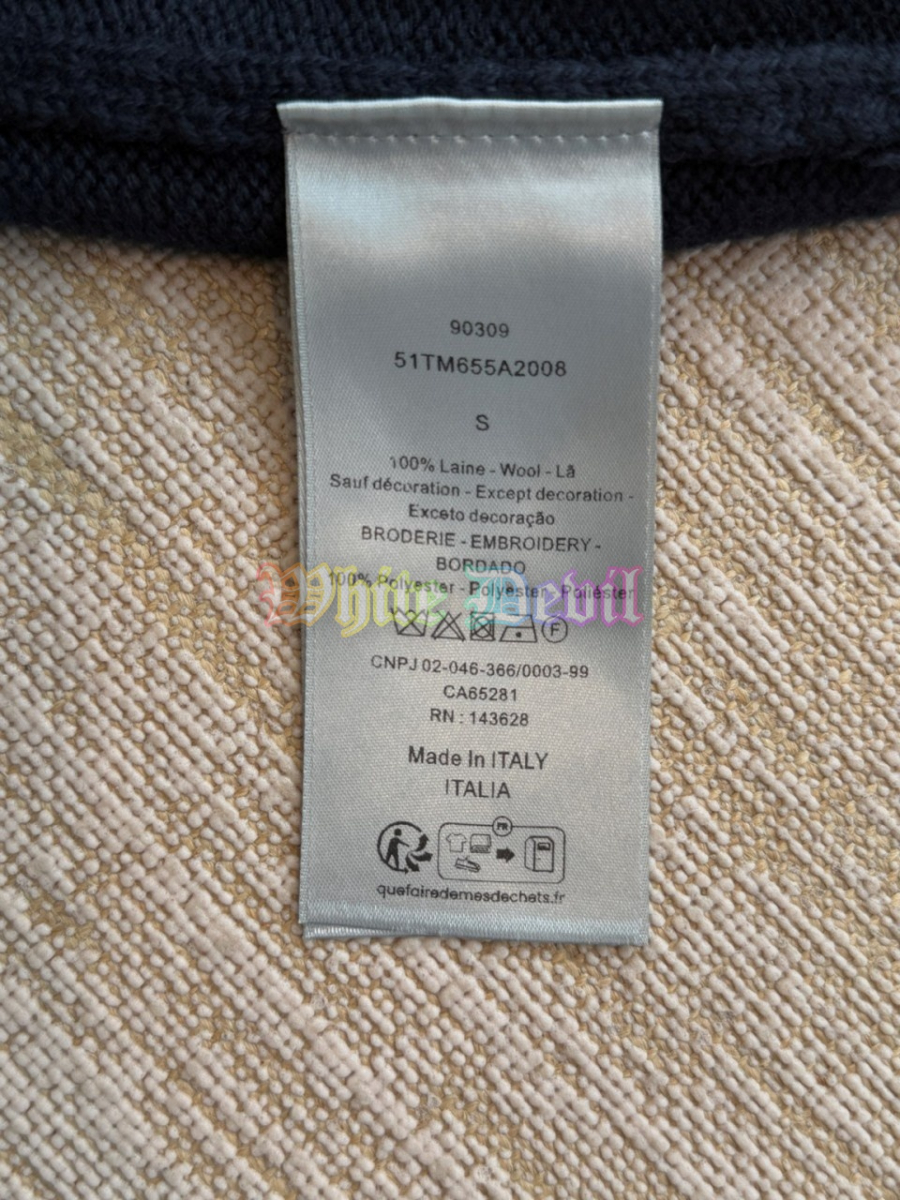 90309
51TM655A2008
S
100% Laine - Wool - Lã
Sauf décoration - Except decoration -
Exceto decoração
BRODERIE - EMBROIDERY -
BORDADO
100% Polyester - Polyester - Poliéster
White Devil
F
CNPJ 02-046-366/0003-99
CA65281
RN : 143628
Made In ITALY
ITALIA
FR
quefairedemesdechets.fr